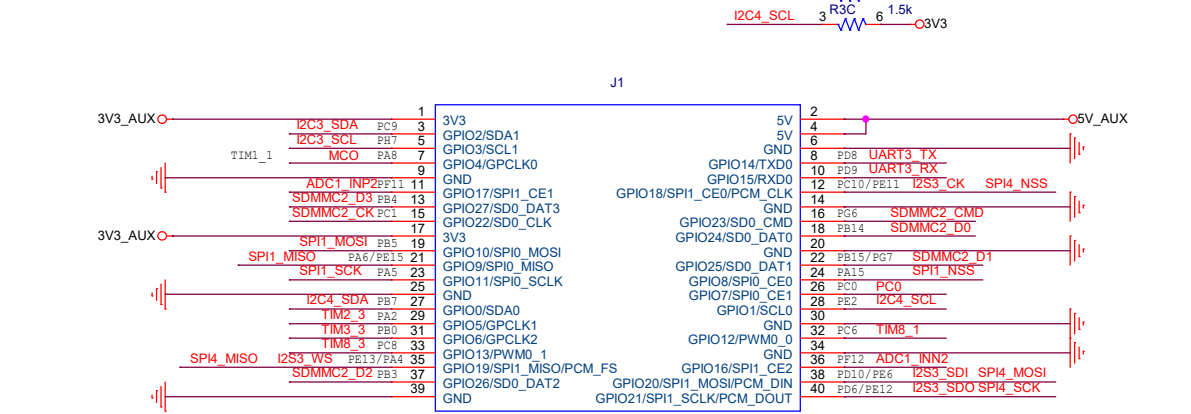 R3C 1.5k
I2C4_SCL 3 6 3V3
J1
3V3_AUX 1 3V3 5V 2 5V_AUX
I2C3_SDA PC9 3 GPIO2/SDA1 5V 4
I2C3_SCL PH7 5 GPIO3/SCL1 GND 6
TIM1_1 MCO PA8 7 GPIO4/GPCLK0 GPIO14/TXD0 8 PD8 UART3_TX
9 GND GPIO15/RXD0 10 PD9 UART3_RX
ADC1_INP2 PF11 11 GPIO17/SPI1_CE1 GPIO18/SPI1_CE0/PCM_CLK 12 PC10/PE11 I2S3_CK SPI4_NSS
SDMMC2_D3 PB4 13 GPIO27/SD0_DAT3 GND 14
SDMMC2_CK PC1 15 GPIO22/SD0_CLK GPIO23/SD0_CMD 16 PG6 SDMMC2_CMD
3V3_AUX 17 3V3 GPIO24/SD0_DAT0 18 PB14 SDMMC2_D0
SPI1_MOSI PB5 19 GPIO10/SPI0_MOSI GND 20
SPI1_MISO PA6/PE15 21 GPIO9/SPI0_MISO GPIO25/SD0_DAT1 22 PB15/PG7 SDMMC2_D1
SPI1_SCK PA5 23 GPIO11/SPI0_SCLK GPIO8/SPI0_CE0 24 PA15 SPI1_NSS
25 GND GPIO7/SPI0_CE1 26 PC0 PC0
I2C4_SDA PB7 27 GPIO0/SDA0 GPIO1/SCL0 28 PE2 I2C4_SCL
TIM2_3 PA2 29 GPIO5/GPCLK1 GND 30
TIM3_3 PB0 31 GPIO6/GPCLK2 GPIO12/PWM0_0 32 PC6 TIM8_1
TIM8_3 PC8 33 GPIO13/PWM0_1 GND 34
SPI4_MISO I2S3_WS PE13/PA4 35 GPIO19/SPI1_MISO/PCM_FS GPIO16/SPI1_CE2 36 PF12 ADC1_INN2
SDMMC2_D2 PB3 37 GPIO26/SD0_DAT2 GPIO20/SPI1_MOSI/PCM_DIN 38 PD10/PE6 I2S3_SDI SPI4_MOSI
39 GND GPIO21/SPI1_SCLK/PCM_DOUT 40 PD6/PE12 I2S3_SDO SPI4_SCK